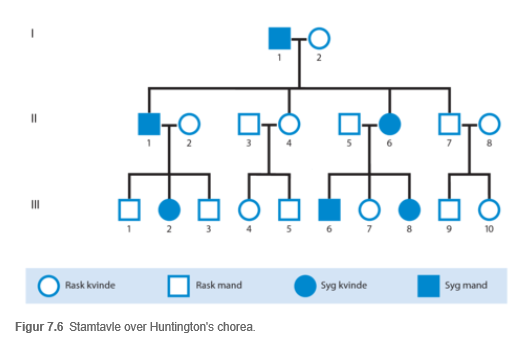 I
1 2
II
1 2 3 4 5 6 7 8
III
1 2 3 4 5 6 7 8 9 10
Rask kvinde Rask mand Syg kvinde Syg mand
Figur 7.6 Stamtavle over Huntington's chorea.